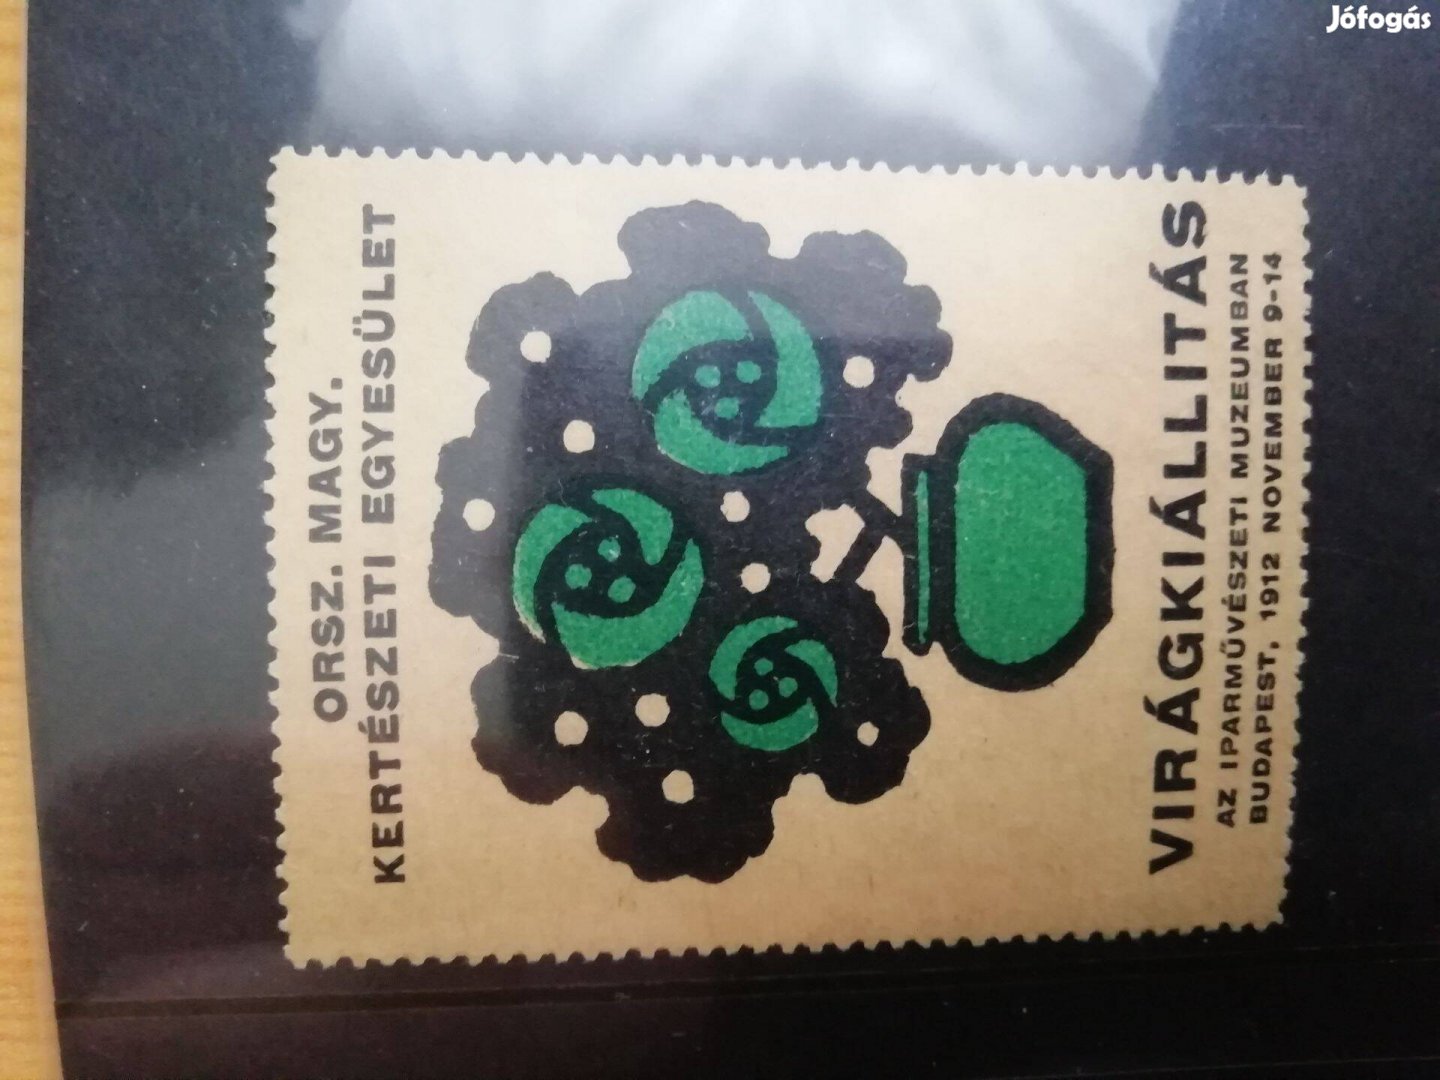 ORSZ. MAGY.
KERTÉSZETI EGYESÜLET
VIRÁGKIÁLLITÁS
AZ IPARMŰVÉSZETI MUZEUMBAN
BUDAPEST, 1912 NOVEMBER 9-14
Jófogás